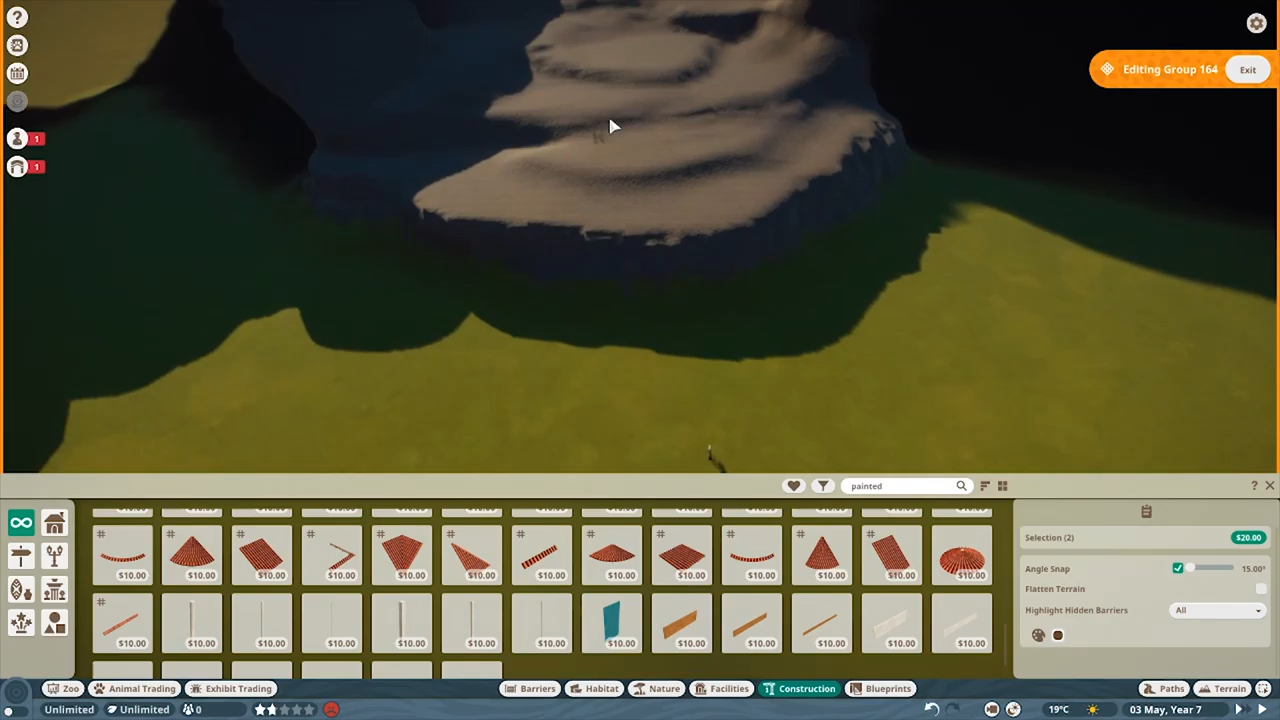 ?
Editing Group 164
Exit
1
1
N
painted
?
$10.00 $10.00 $10.00 $10.00 $10.00 $10.00 $10.00 $10.00 $10.00 $10.00 $10.00 $10.00 $10.00
$10.00 $10.00 $10.00 $10.00 $10.00 $10.00 $10.00 $10.00 $10.00 $10.00 $10.00 $10.00 $10.00
Selection (2) $20.00
Angle Snap 15.00°
Flatten Terrain
Highlight Hidden Barriers All
Zoo Animal Trading Exhibit Trading Barriers Habitat Nature Facilities Construction Blueprints Paths Terrain
Unlimited Unlimited 0 19°C 03 May, Year 7